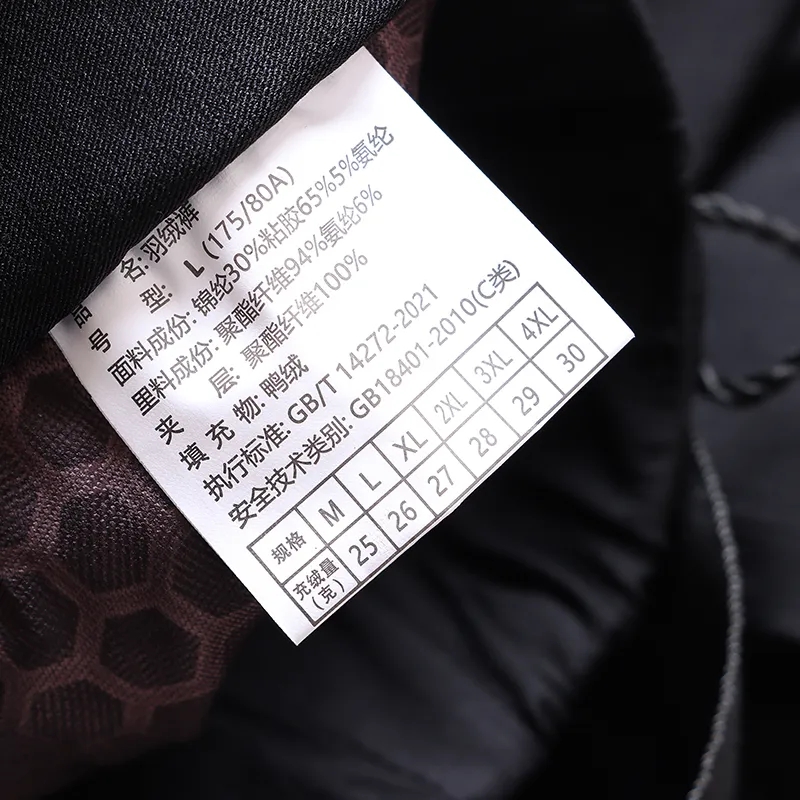 品 名: 羽绒裤
号 型: L (175/80A)
面料成份: 锦纶30%粘胶65%5%氨纶
里料成份: 聚酯纤维94%氨纶6%
夹 层: 聚酯纤维100%
填 充 物: 鸭绒
执行标准: GB/T 14272-2021
安全技术类别: GB18401-2010(C类)
规格 M L XL 2XL 3XL 4XL
充绒量(克) 25 26 27 28 29 30